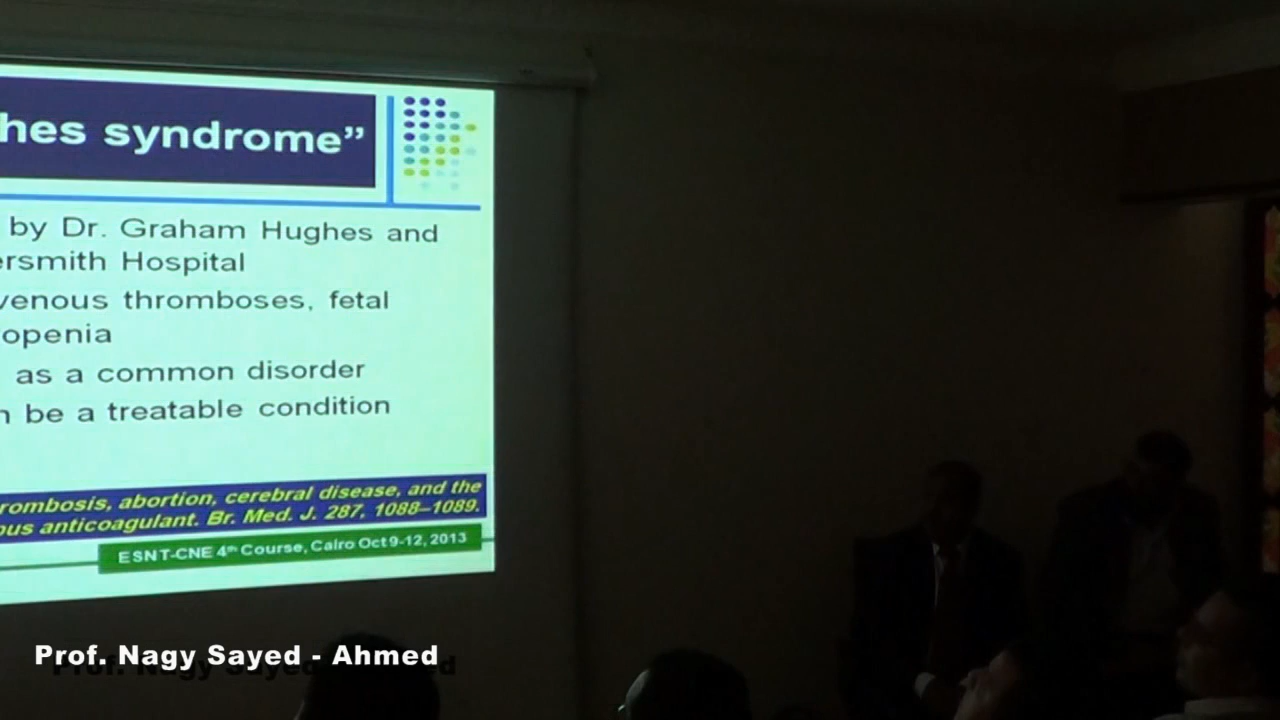 hes syndrome”
by Dr. Graham Hughes and
ersmith Hospital
venous thromboses, fetal
openia
as a common disorder
n be a treatable condition
rombosis, abortion, cerebral disease, and the
ous anticoagulant. Br. Med. J. 287, 1088–1089.
ESNT-CNE 4th Course, Cairo Oct 9-12, 2013
Prof. Nagy Sayed - Ahmed